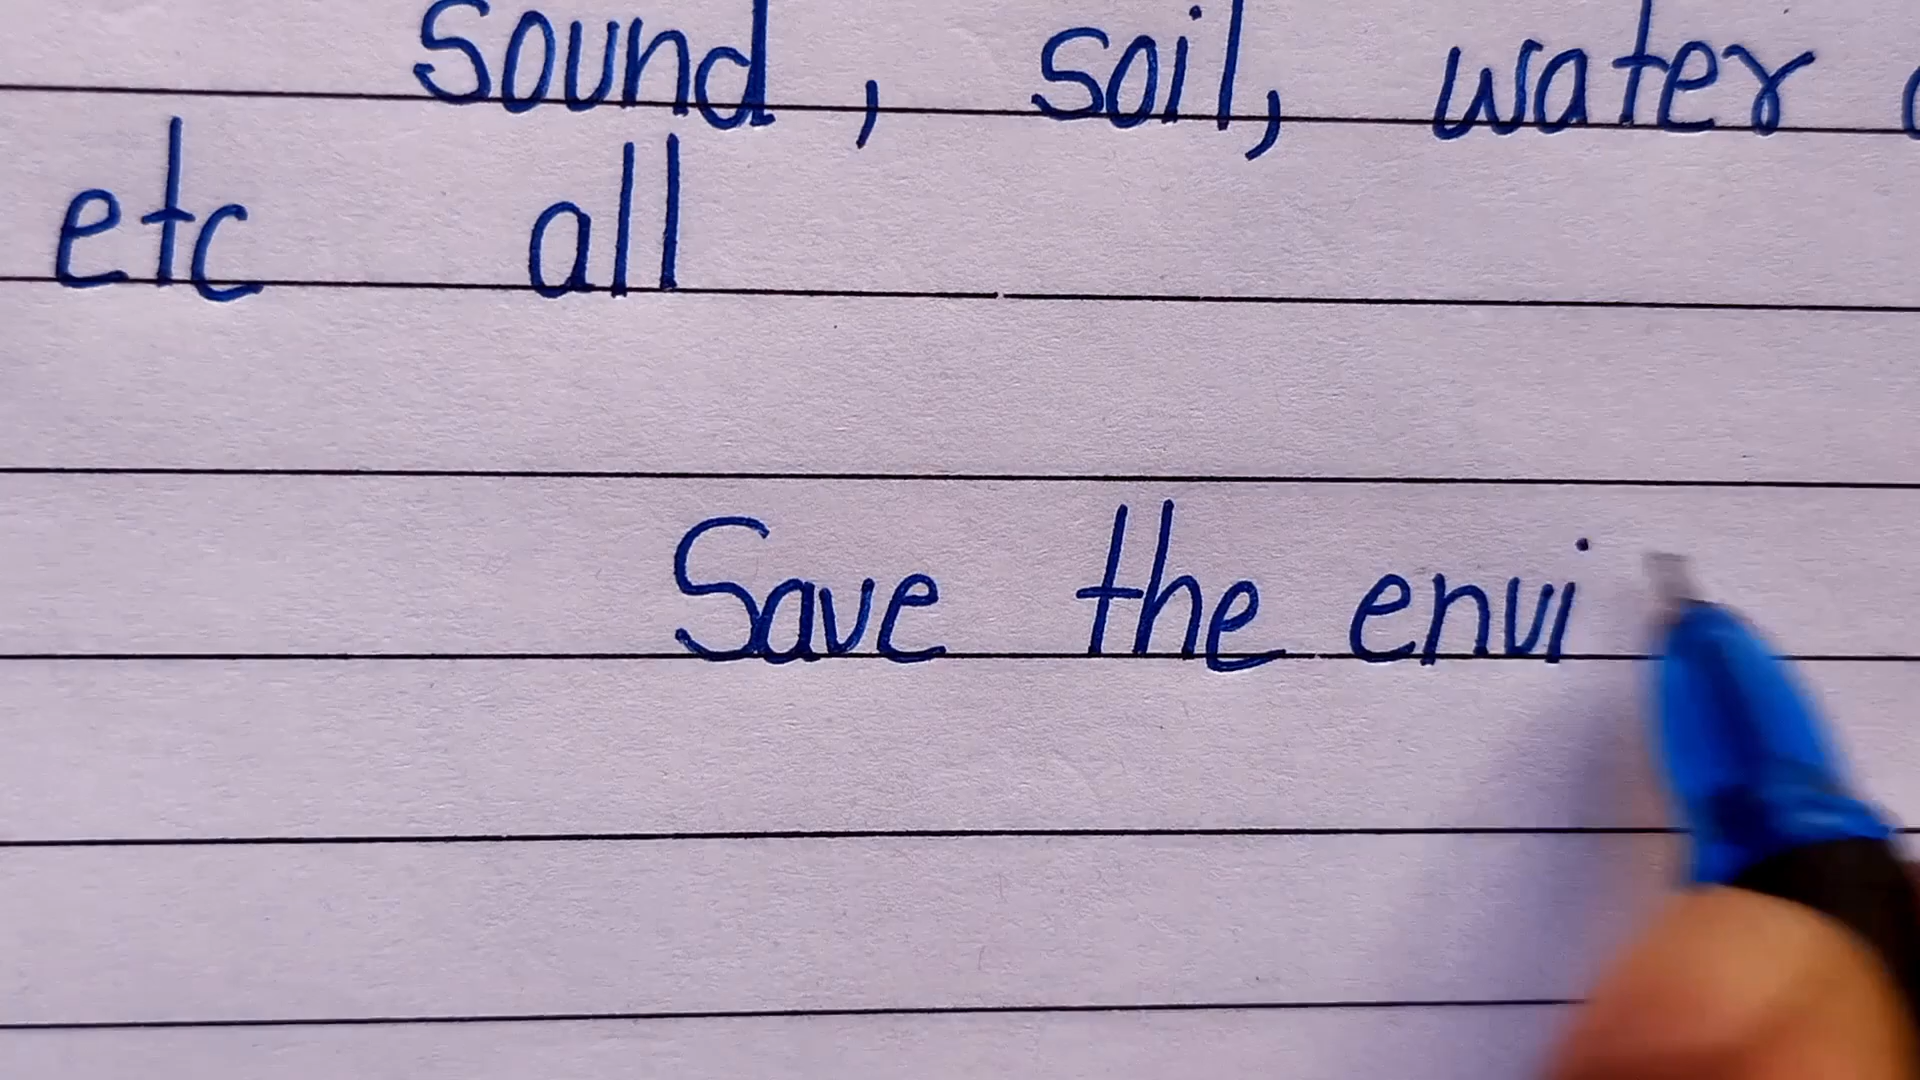 Sound, soil, water
etc all
Save the envi